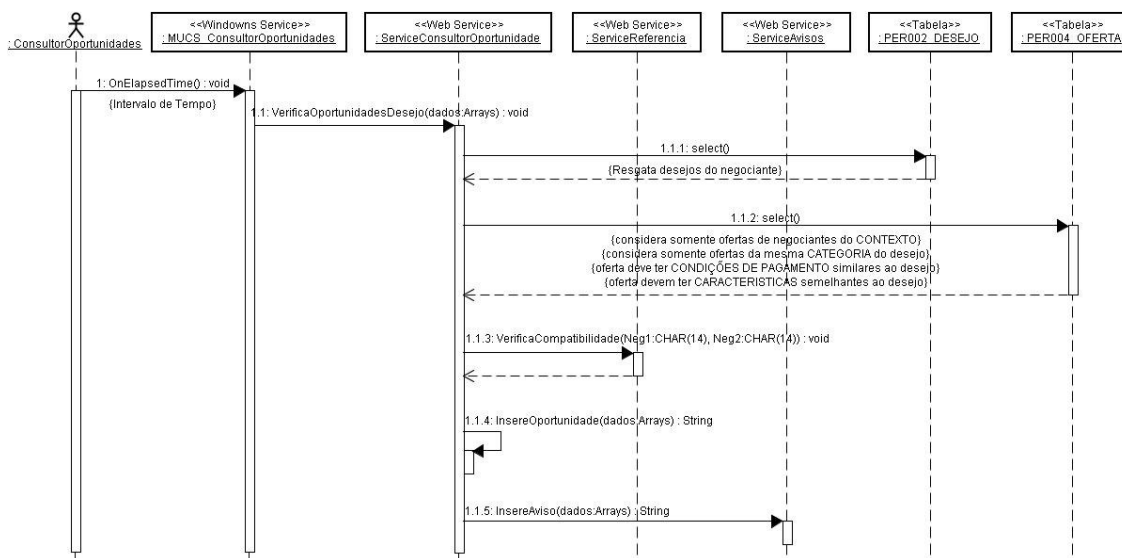 <<Windowns Service>>
<<Web Service>>
<<Web Service>>
<<Web Service>>
<<Tabela>>
<<Tabela>>
: ConsultorOportunidades
: MUCS_ConsultorOportunidades
: ServiceConsultorOportunidade
: ServiceReferencia
: ServiceAvisos
: PER002_DESEJO
: PER004_OFERTA
1: OnElapsedTime() : void
{Intervalo de Tempo}
1.1: VerificaOportunidadesDesejo(dados:Arrays) : void
1.1.1: select()
{Resgata desejos do negociante}
1.1.2: select()
{considera somente ofertas de negociantes do CONTEXTO}
{considera somente ofertas da mesma CATEGORIA do desejo}
{oferta deve ter CONDIÇÕES DE PAGAMENTO similares ao desejo}
{oferta devem ter CARACTERISTICAS semelhantes ao desejo}
1.1.3: VerificaCompatibilidade(Neg1:CHAR(14), Neg2:CHAR(14)) : void
1.1.4: InsereOportunidade(dados:Arrays) : String
1.1.5: InsereAviso(dados:Arrays) : String